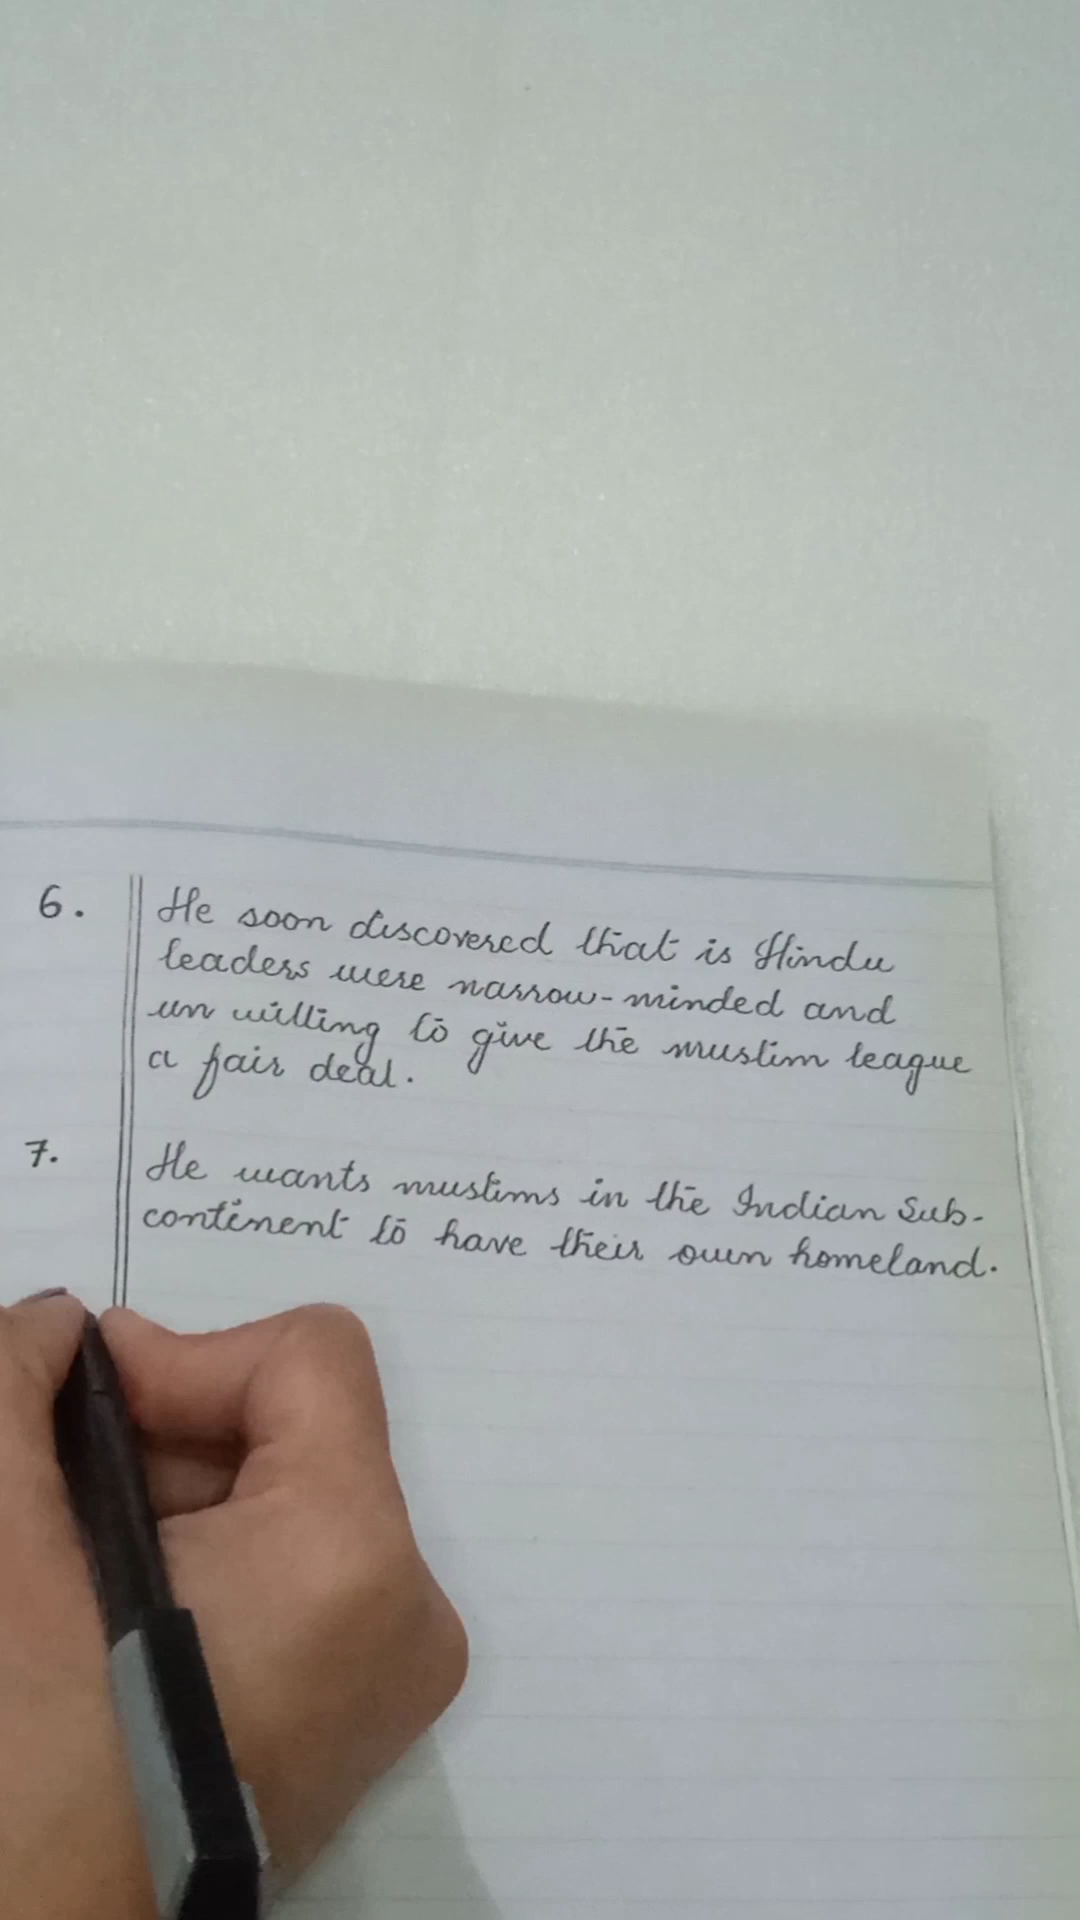 6. He soon discovered that is Hindu
leaders were narrow-minded and
un willing to give the muslim league
a fair deal.
7. He wants muslims in the Indian Sub-
continent to have their own homeland.